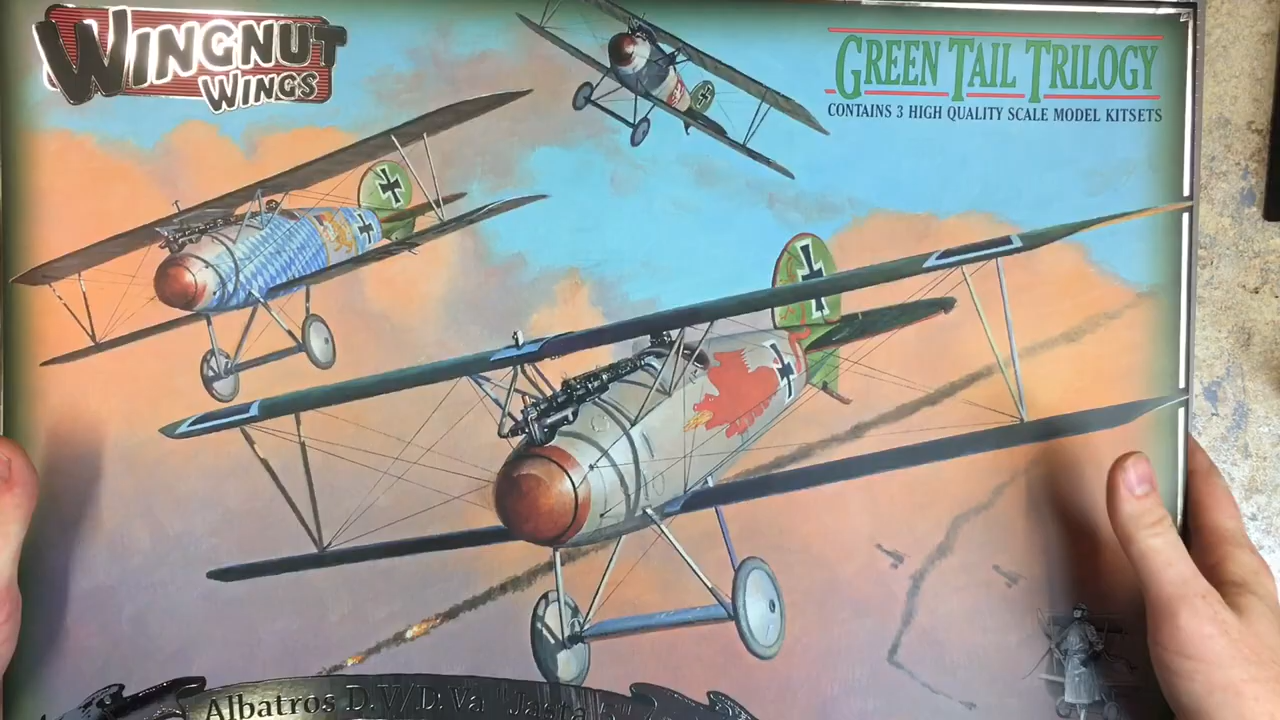 WINGNUT
WINGS
GREEN TAIL TRILOGY
CONTAINS 3 HIGH QUALITY SCALE MODEL KITSETS
Albatros D.V/D.Va "Jasta 5"